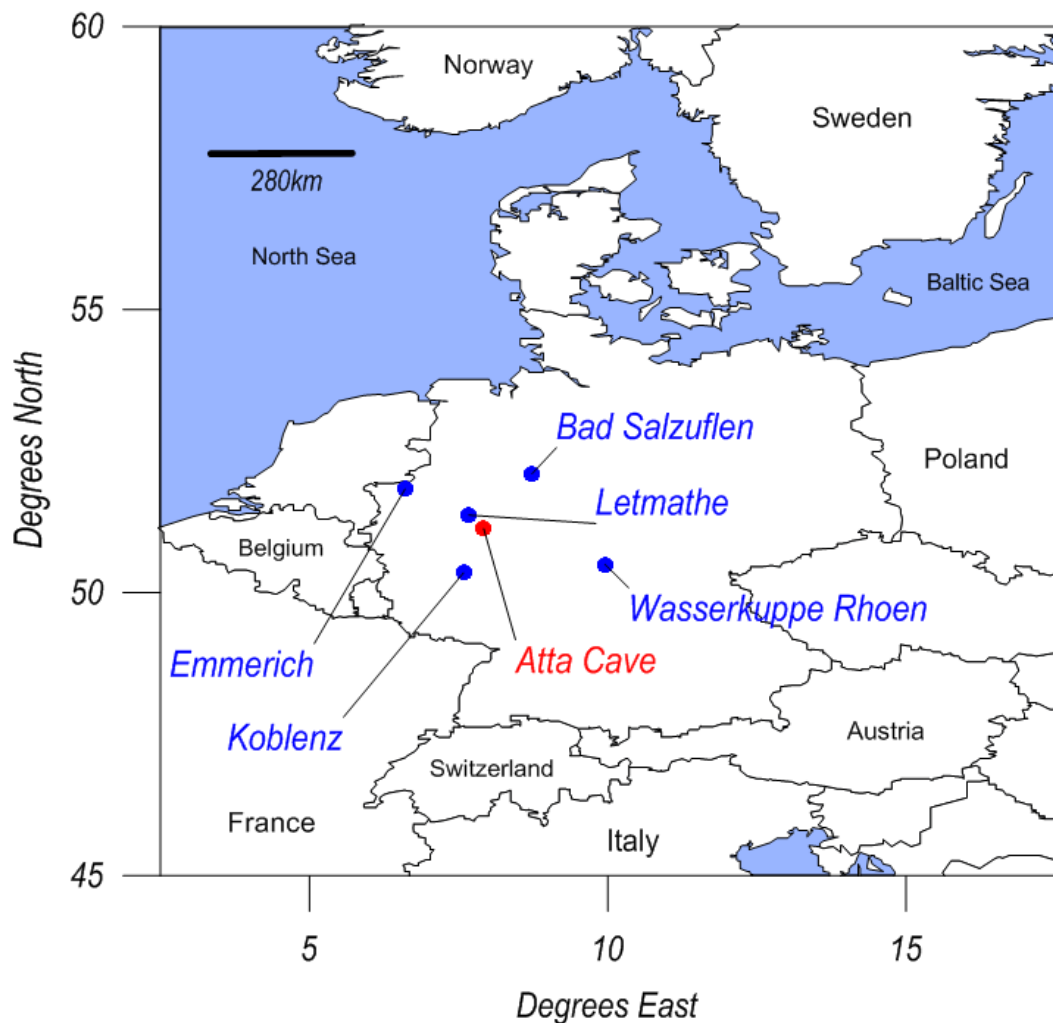 60
Norway
Sweden
280km
North Sea
Baltic Sea
55
Degrees North
Bad Salzuflen
Poland
Letmathe
Belgium
50
Wasserkuppe Rhoen
Emmerich
Atta Cave
Koblenz
Austria
Switzerland
France
Italy
45
5
10
15
Degrees East